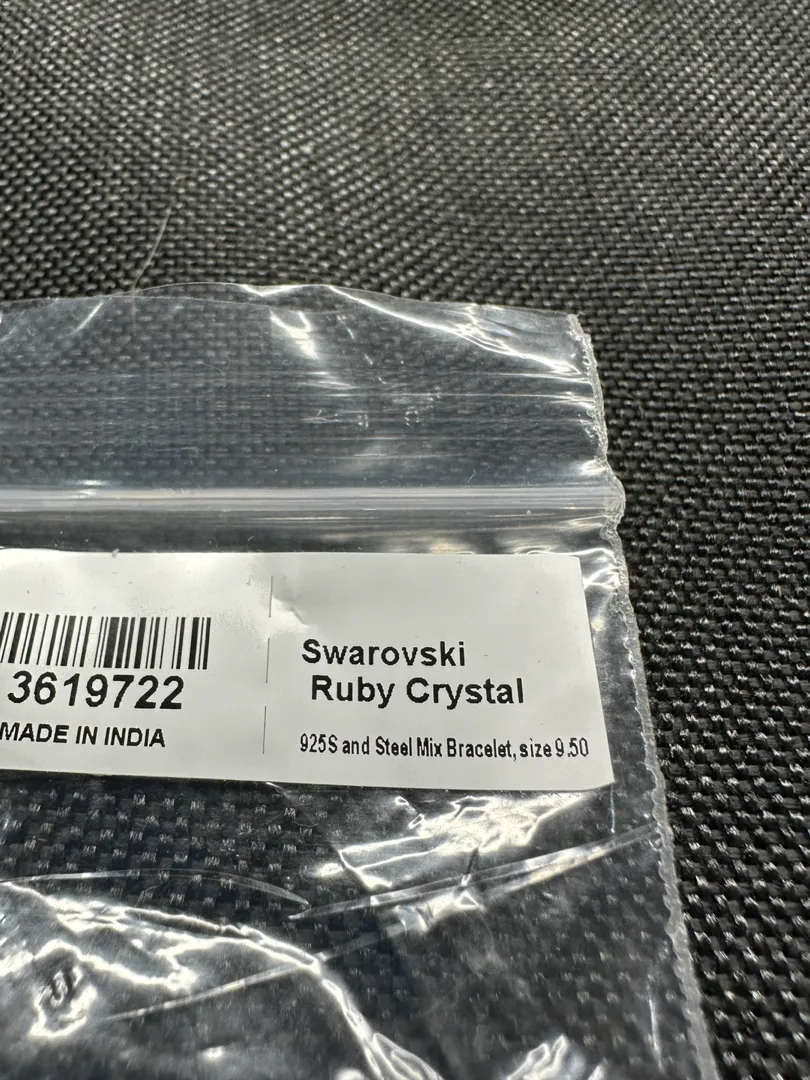 3619722
MADE IN INDIA
Swarovski
Ruby Crystal
925S and Steel Mix Bracelet, size 9.50